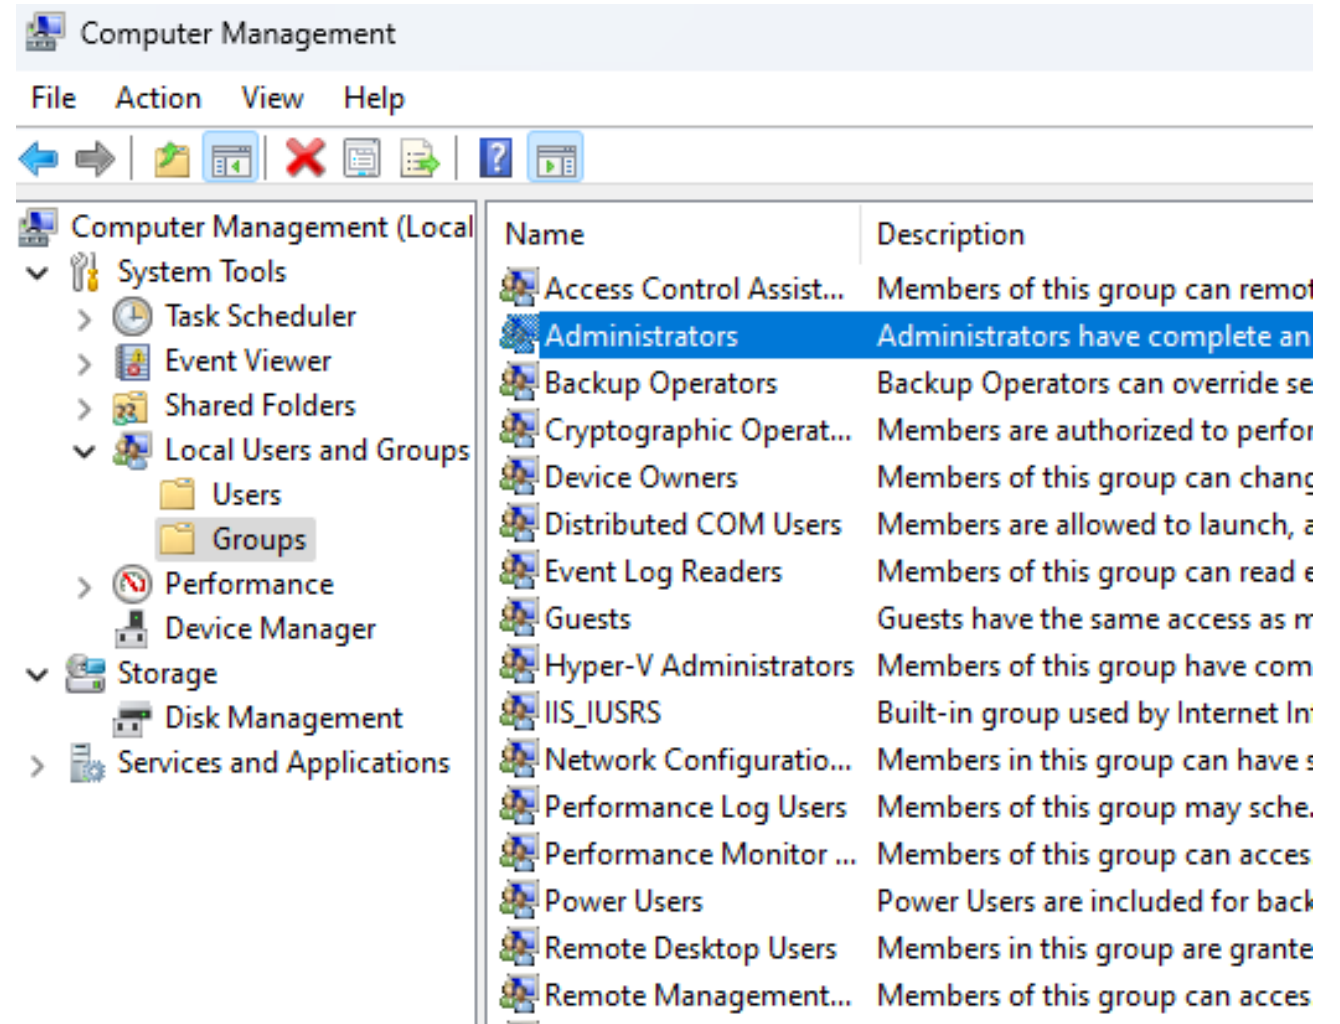 Computer Management
File Action View Help
Computer Management (Local
System Tools
Task Scheduler
Event Viewer
Shared Folders
Local Users and Groups
Users
Groups
Performance
Device Manager
Storage
Disk Management
Services and Applications
Name Description
Access Control Assist... Members of this group can remot
Administrators Administrators have complete an
Backup Operators Backup Operators can override se
Cryptographic Operat... Members are authorized to perfor
Device Owners Members of this group can chang
Distributed COM Users Members are allowed to launch, a
Event Log Readers Members of this group can read e
Guests Guests have the same access as m
Hyper-V Administrators Members of this group have com
IIS_IUSRS Built-in group used by Internet Int
Network Configuratio... Members in this group can have s
Performance Log Users Members of this group may sche.
Performance Monitor ... Members of this group can acces
Power Users Power Users are included for back
Remote Desktop Users Members in this group are grante
Remote Management... Members of this group can acces